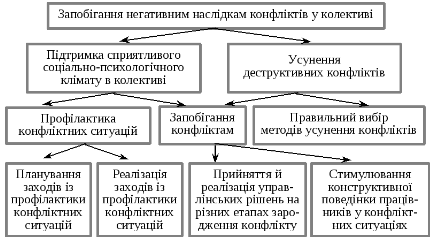 Запобігання негативним наслідкам конфліктів у колективі
Підтримка сприятливого
соціально-психологічного
клімату в колективі
Усунення
деструктивних конфліктів
Профілактика
конфліктних ситуацій
Запобігання
конфліктам
Правильний вибір
методів усунення конфліктів
Планування
заходів із
профілактики
конфліктних
ситуацій
Реалізація
заходів із
профілактики
конфліктних
ситуацій
Прийняття й
реалізація управ-
лінських рішень на
різних етапах заро-
дження конфлікту
Стимулювання
конструктивної
поведінки праців-
ників у конфлікт-
них ситуаціях